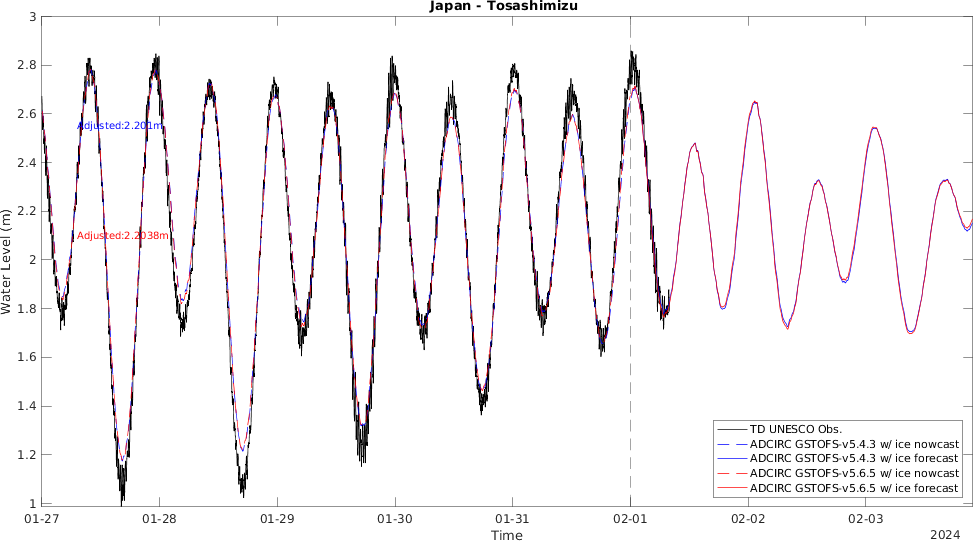 Japan - Tosashimizu
3
2.8
2.6
2.4
2.2
2
1.8
1.6
1.4
1.2
1
Water Level (m)
Adjusted:2.201m
Adjusted:2.2038m
TD UNESCO Obs.
ADCIRC GSTOFS-v5.4.3 w/ ice nowcast
ADCIRC GSTOFS-v5.4.3 w/ ice forecast
ADCIRC GSTOFS-v5.6.5 w/ ice nowcast
ADCIRC GSTOFS-v5.6.5 w/ ice forecast
01-27 01-28 01-29 01-30 01-31 02-01 02-02 02-03
Time
2024